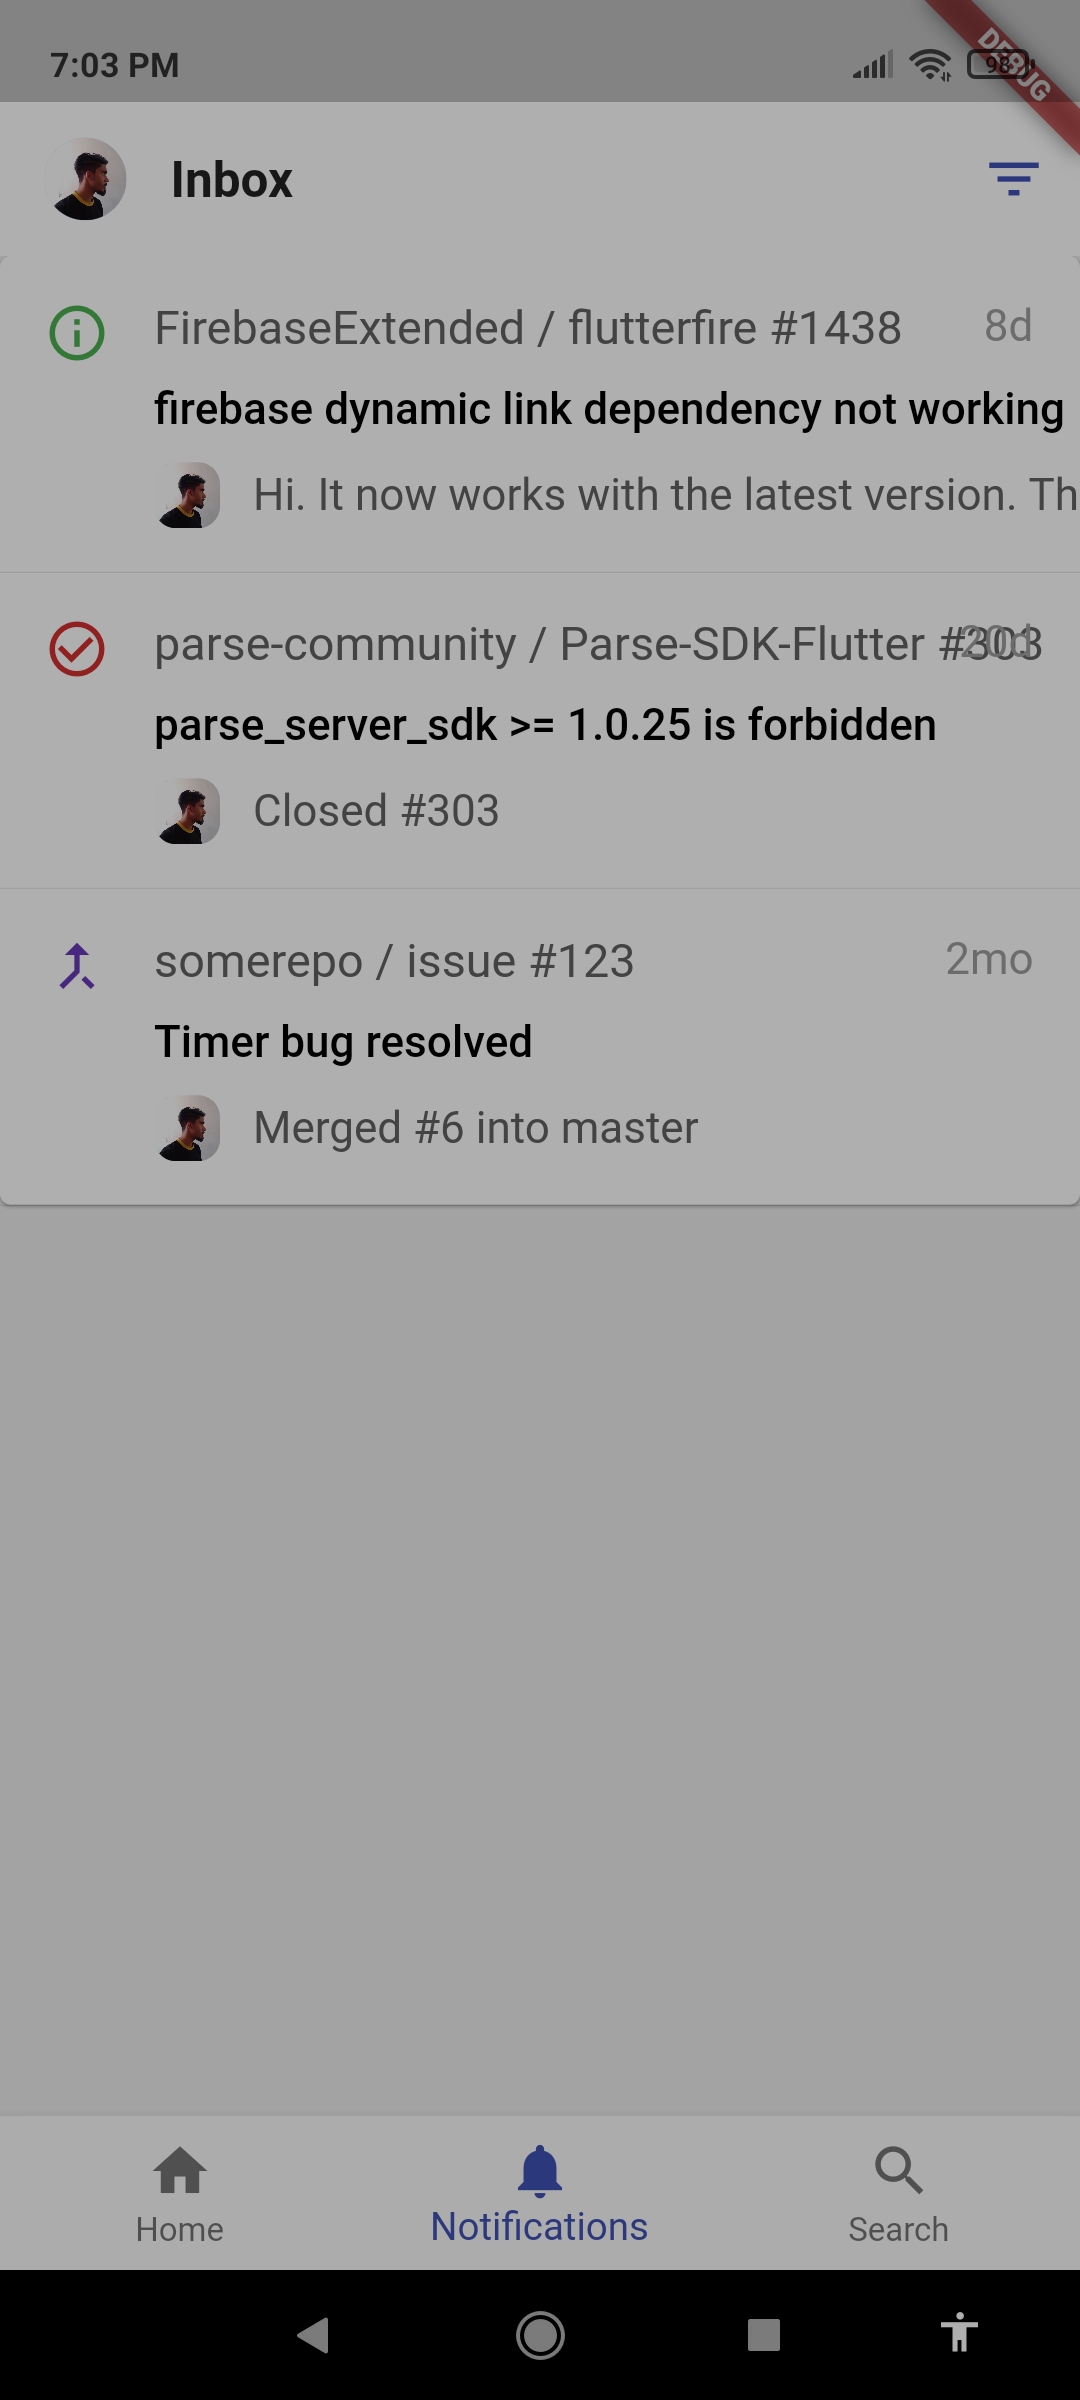 7:03 PM
98
DEBUG
Inbox
FirebaseExtended / flutterfire #1438 8d
firebase dynamic link dependency not working
Hi. It now works with the latest version. Th
parse-community / Parse-SDK-Flutter #303 20d
parse_server_sdk >= 1.0.25 is forbidden
Closed #303
somerepo / issue #123 2mo
Timer bug resolved
Merged #6 into master
Home Notifications Search